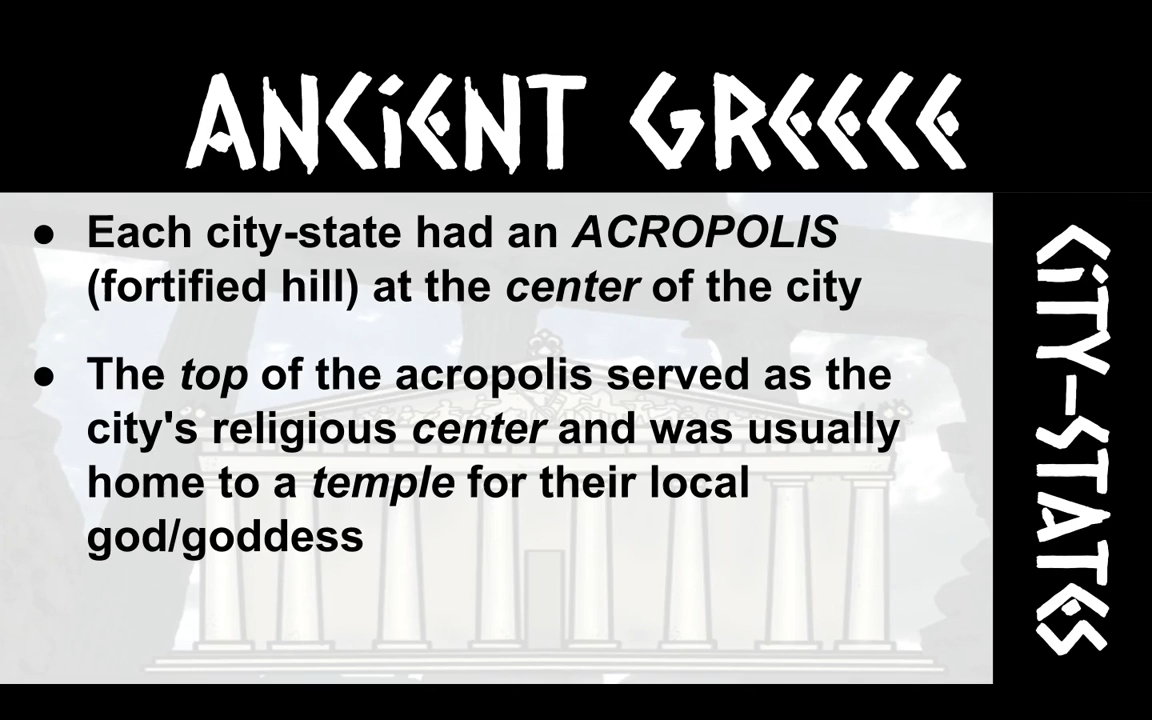 ANCIENT GREECE
● Each city-state had an ACROPOLIS
(fortified hill) at the center of the city
● The top of the acropolis served as the
city's religious center and was usually
home to a temple for their local
god/goddess
CITY-STATES